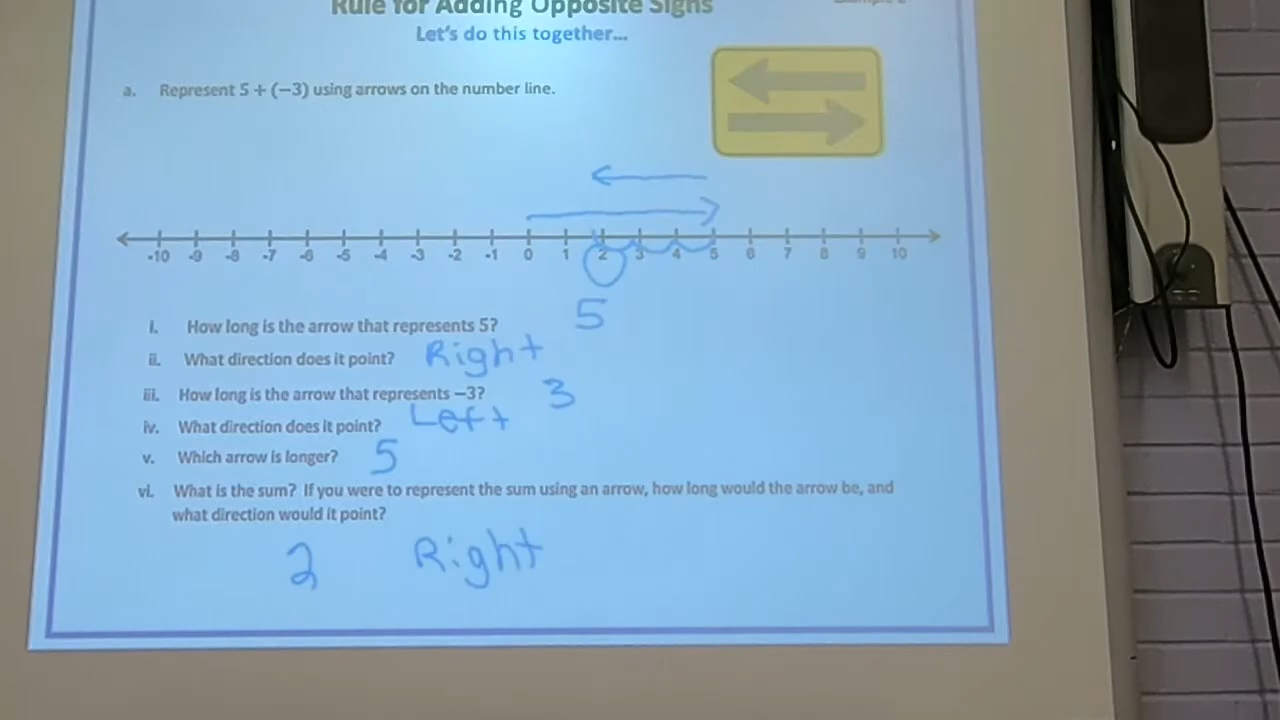 Rule for Adding Opposite Signs
Let's do this together...
a. Represent 5 + (−3) using arrows on the number line.
-10 -9 -8 -7 -6 -5 -4 -3 -2 -1 0 1 2 3 4 5 6 7 8 9 10
i. How long is the arrow that represents 5? 5
ii. What direction does it point? Right
iii. How long is the arrow that represents −3? 3
iv. What direction does it point? Left
v. Which arrow is longer? 5
vi. What is the sum? If you were to represent the sum using an arrow, how long would the arrow be, and
what direction would it point?
2 Right